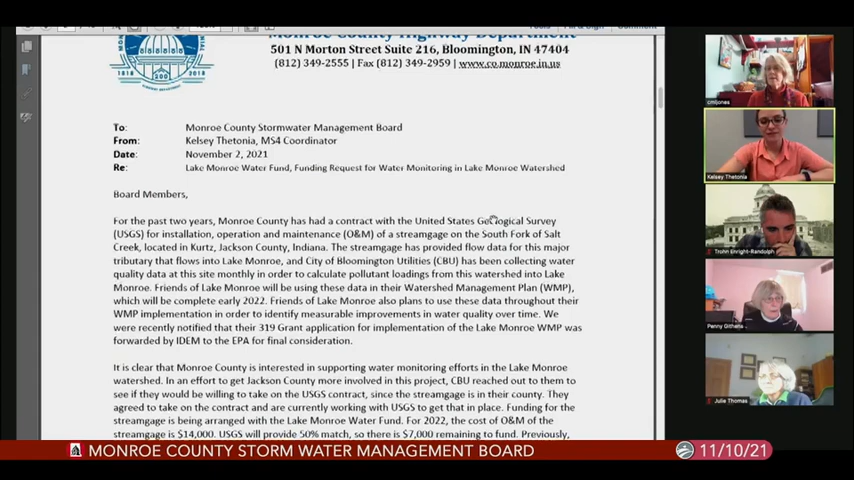 Monroe County Highway Department
501 N Morton Street Suite 216, Bloomington, IN 47404
(812) 349-2555 | Fax (812) 349-2959 | www.co.monroe.in.us
1818 2018
200
To: Monroe County Stormwater Management Board
From: Kelsey Thetonia, MS4 Coordinator
Date: November 2, 2021
Re: Lake Monroe Water Fund, Funding Request for Water Monitoring in Lake Monroe Watershed
Board Members,
For the past two years, Monroe County has had a contract with the United States Geological Survey
(USGS) for installation, operation and maintenance (O&M) of a streamgage on the South Fork of Salt
Creek, located in Kurtz, Jackson County, Indiana. The streamgage has provided flow data for this major
tributary that flows into Lake Monroe, and City of Bloomington Utilities (CBU) has been collecting water
quality data at this site monthly in order to calculate pollutant loadings from this watershed into Lake
Monroe. Friends of Lake Monroe will be using these data in their Watershed Management Plan (WMP),
which will be complete early 2022. Friends of Lake Monroe also plans to use these data throughout their
WMP implementation in order to identify measurable improvements in water quality over time. We
were recently notified that their 319 Grant application for implementation of the Lake Monroe WMP was
forwarded by IDEM to the EPA for final consideration.
It is clear that Monroe County is interested in supporting water monitoring efforts in the Lake Monroe
watershed. In an effort to get Jackson County more involved in this project, CBU reached out to them to
see if they would be willing to take on the USGS contract, since the streamgage is in their county. They
agreed to take on the contract and are currently working with USGS to get that in place. Funding for
the streamgage is being arranged with the Lake Monroe Water Fund. For 2022, the cost of O&M of the
streamgage is $14,000. USGS will provide 50% match, so there is $7,000 remaining to fund. Previously,
cmljones
Kelsey Thetonia
Trohn Enright-Randolph
Penny Githens
Julie Thomas
MONROE COUNTY STORM WATER MANAGEMENT BOARD
11/10/21